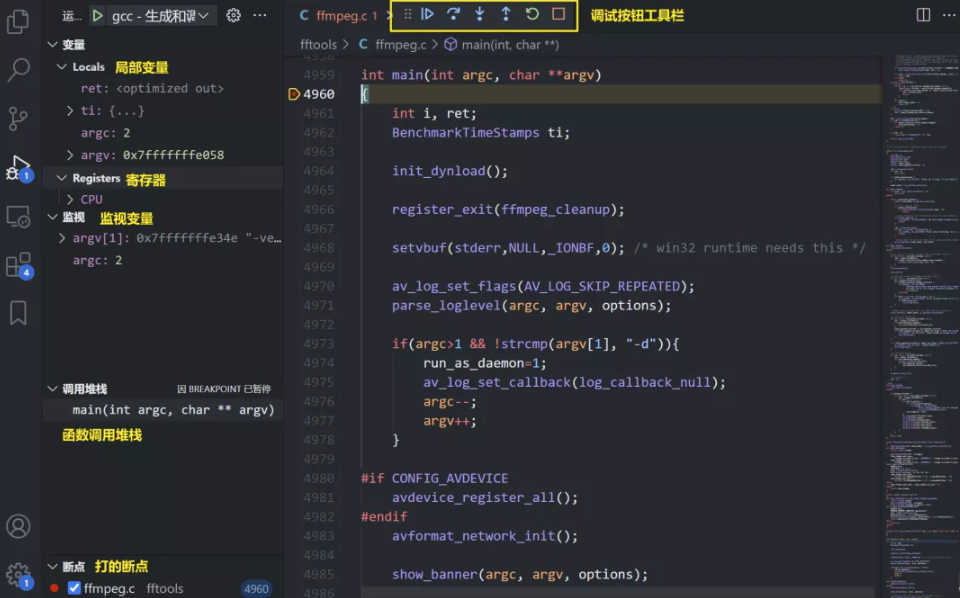 运... gcc - 生成和调 ...
变量
Locals 局部变量
ret: <optimized out>
ti: {...}
argc: 2
argv: 0x7fffffffe058
Registers 寄存器
CPU
监视 监视变量
argv[1]: 0x7fffffffe34e "-ve...
argc: 2
调用堆栈 因 BREAKPOINT 已暂停
main(int argc, char ** argv)
函数调用堆栈
断点 打的断点
ffmpeg.c fftools 4960
1
4
1
C ffmpeg.c 1 调试按钮工具栏
fftools > C ffmpeg.c > main(int, char **)
4958
4959 int main(int argc, char **argv)
4960 {
4961 int i, ret;
4962 BenchmarkTimeStamps ti;
4963
4964 init_dynload();
4965
4966 register_exit(ffmpeg_cleanup);
4967
4968 setvbuf(stderr,NULL,_IONBF,0); /* win32 runtime needs this */
4969
4970 av_log_set_flags(AV_LOG_SKIP_REPEATED);
4971 parse_loglevel(argc, argv, options);
4972
4973 if(argc>1 && !strcmp(argv[1], "-d")){
4974 run_as_daemon=1;
4975 av_log_set_callback(log_callback_null);
4976 argc--;
4977 argv++;
4978 }
4979
4980 #if CONFIG_AVDEVICE
4981 avdevice_register_all();
4982 #endif
4983 avformat_network_init();
4984
4985 show_banner(argc, argv, options);
4986